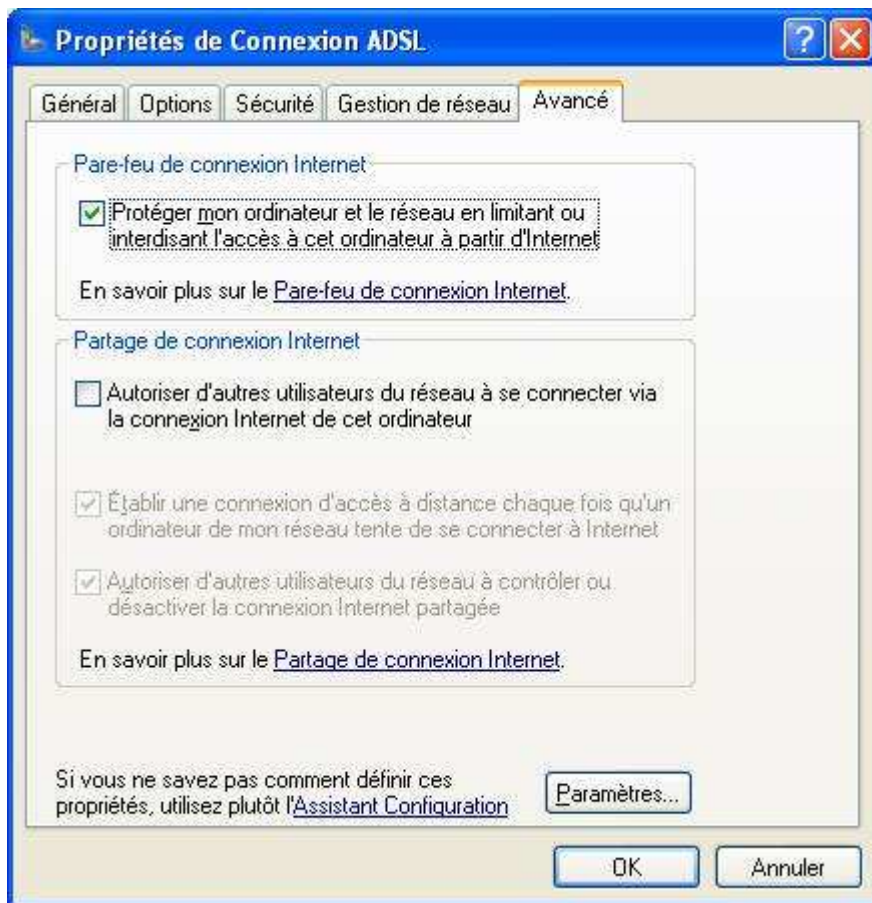 Propriétés de Connexion ADSL
Général Options Sécurité Gestion de réseau Avancé
Pare-feu de connexion Internet
Protéger mon ordinateur et le réseau en limitant ou
interdisant l'accès à cet ordinateur à partir d'Internet
En savoir plus sur le Pare-feu de connexion Internet.
Partage de connexion Internet
Autoriser d'autres utilisateurs du réseau à se connecter via
la connexion Internet de cet ordinateur
Établir une connexion d'accès à distance chaque fois qu'un
ordinateur de mon réseau tente de se connecter à Internet
Autoriser d'autres utilisateurs du réseau à contrôler ou
désactiver la connexion Internet partagée
En savoir plus sur le Partage de connexion Internet.
Si vous ne savez pas comment définir ces
propriétés, utilisez plutôt l'Assistant Configuration
Paramètres...
OK Annuler